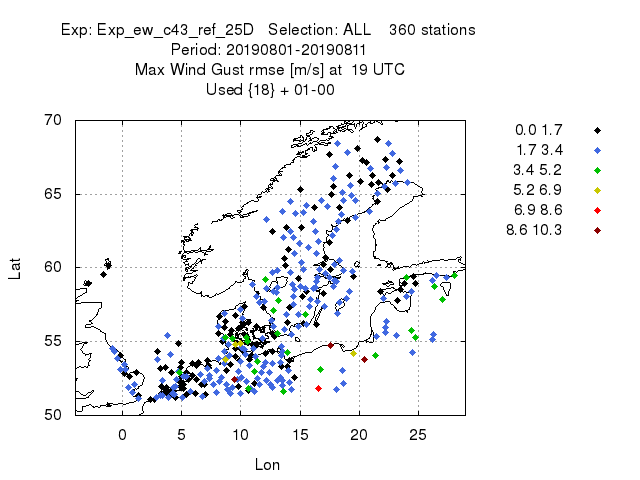 Exp: Exp_ew_c43_ref_25D   Selection: ALL    360 stations
Period: 20190801-20190811
Max Wind Gust rmse [m/s] at  19 UTC
Used {18} + 01-00
70
65
60
55
50
Lat
0 5 10 15 20 25
Lon
0.0 1.7
1.7 3.4
3.4 5.2
5.2 6.9
6.9 8.6
8.6 10.3